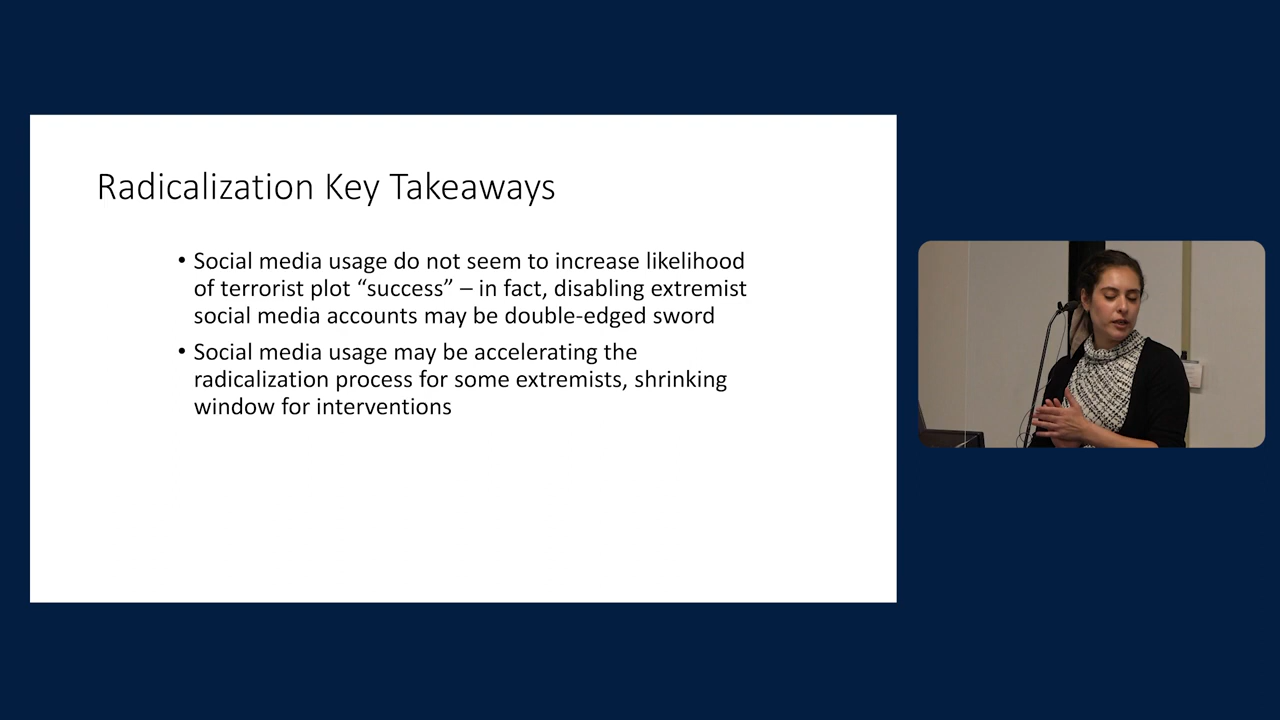 Radicalization Key Takeaways
• Social media usage do not seem to increase likelihood
of terrorist plot “success” – in fact, disabling extremist
social media accounts may be double-edged sword
• Social media usage may be accelerating the
radicalization process for some extremists, shrinking
window for interventions